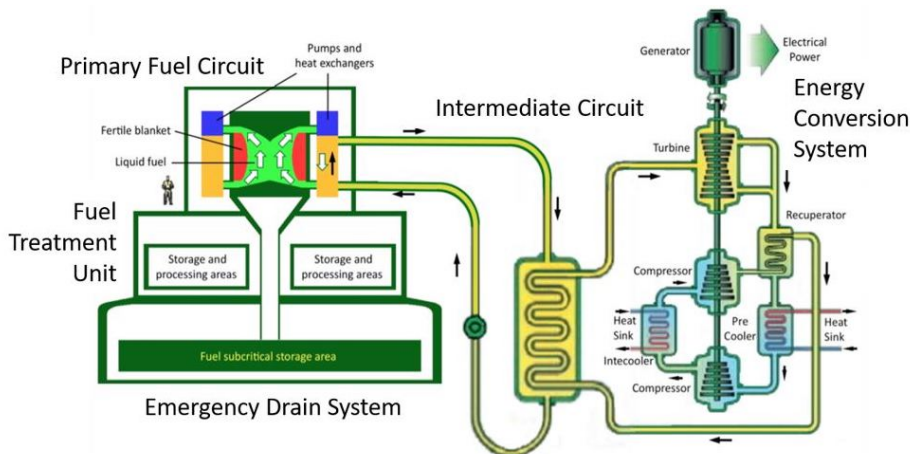 Generator
Electrical
Power
Pumps and
heat exchangers
Primary Fuel Circuit
Fertile blanket
Liquid fuel
Intermediate Circuit
Energy
Conversion
System
Turbine
Recuperator
Fuel
Treatment
Unit
Storage and
processing areas
Storage and
processing areas
Compressor
Heat
Sink
Intecooler
Pre
Cooler
Heat
Sink
Compressor
Fuel subcritical storage area
Emergency Drain System